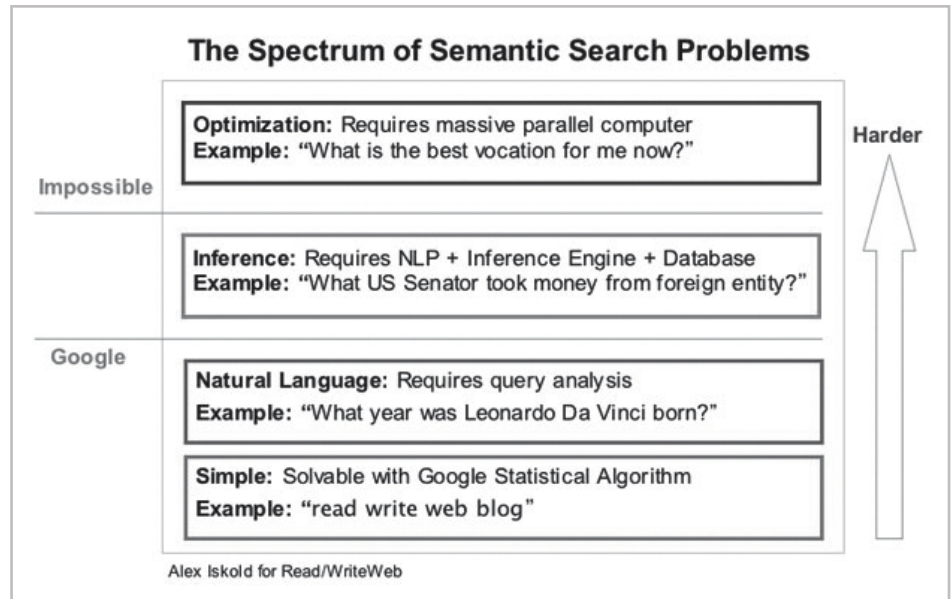 The Spectrum of Semantic Search Problems
Optimization: Requires massive parallel computer
Example: “What is the best vocation for me now?”
Harder
Impossible
Inference: Requires NLP + Inference Engine + Database
Example: “What US Senator took money from foreign entity?”
Google
Natural Language: Requires query analysis
Example: “What year was Leonardo Da Vinci born?”
Simple: Solvable with Google Statistical Algorithm
Example: “read write web blog”
Alex Iskold for Read/WriteWeb